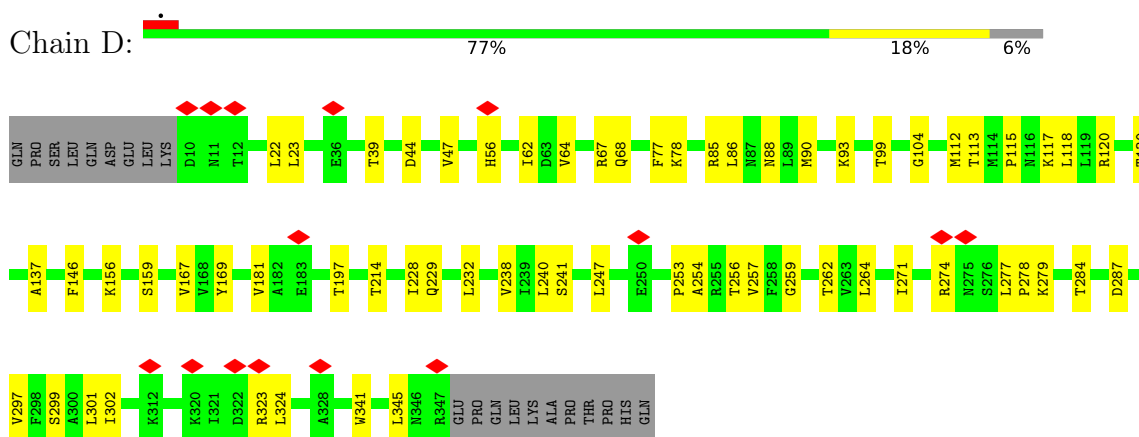 Chain D:
77% 18% 6%
GLN PRO SER LEU GLN ASP GLU LEU LYS D10 N11 T12 L22 L23 E36 T39 D44 V47 H56 I62 D63 V64 R67 Q68 F77 K78 R85 L86 N87 N88 L89 M90 K93 T99 G104 M112 T113 M114 P115 N116 K117 L118 L119 R120
A137 F146 K156 S159 V167 V168 Y169 V181 A182 E183 T197 T214 I228 Q229 L232 V238 I239 L240 S241 L247 E250 P253 A254 R255 T256 V257 F258 G259 T262 V263 L264 I271 R274 N275 S276 L277 P278 K279 T284 D287
V297 F298 S299 A300 L301 I302 K312 K320 I321 D322 R323 L324 A328 W341 L345 N346 R347 GLU PRO GLN LEU LYS ALA PRO THR PRO HIS GLN